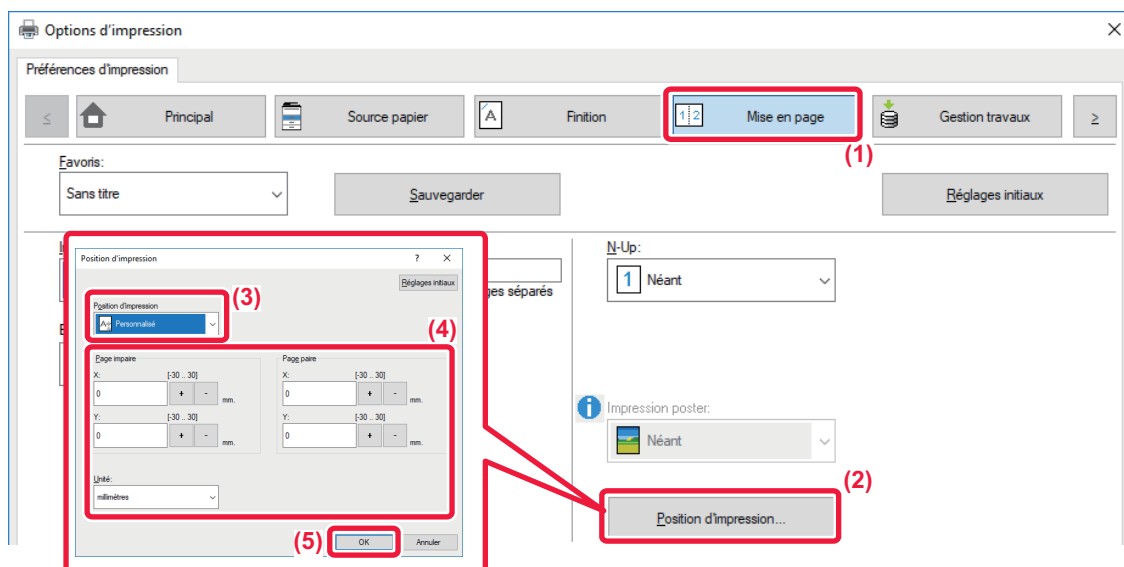 Options d'impression
Préférences d'impression
Principal
Source papier
Finition
1 2 Mise en page
Gestion travaux
(1)
Favoris:
Sans titre
Sauvegarder
Réglages initiaux
Position d'impression ? ×
Réglages initiaux
Position d'impression
(3)
Personnalisé
(4)
Page impaire
X: [-30 .. 30]
0 + - mm.
Y: [-30 .. 30]
0 + - mm.
Page paire
X: [-30 .. 30]
0 + - mm.
Y: [-30 .. 30]
0 + - mm.
Unité:
millimètres
(5)
OK
Annuler
ges séparés
N-Up:
1 Néant
Impression poster:
Néant
(2)
Position d'impression...